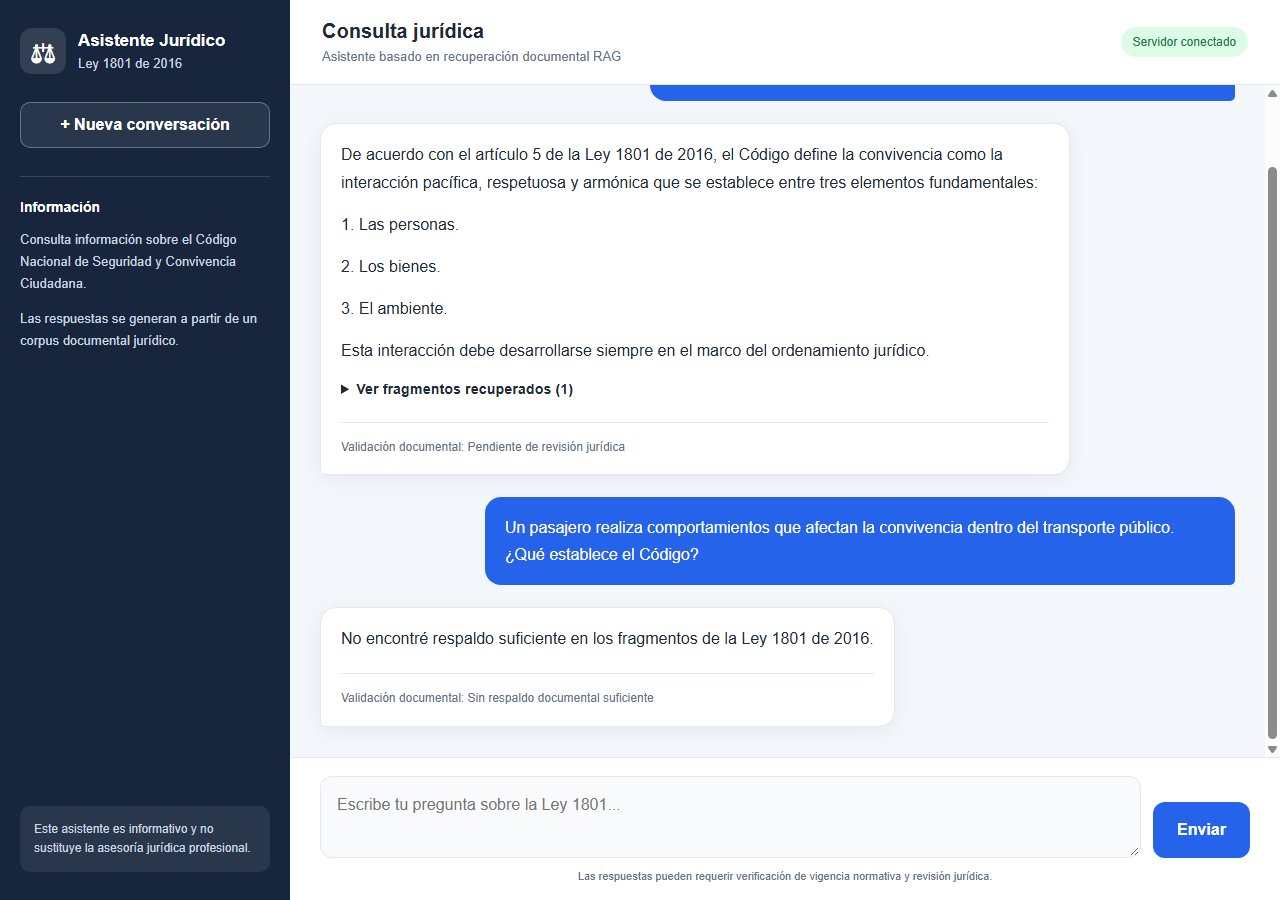 Asistente Jurídico
Ley 1801 de 2016
+ Nueva conversación
Información
Consulta información sobre el Código
Nacional de Seguridad y Convivencia
Ciudadana.
Las respuestas se generan a partir de un
corpus documental jurídico.
Este asistente es informativo y no
sustituye la asesoría jurídica profesional.
Consulta jurídica
Asistente basado en recuperación documental RAG
Servidor conectado
De acuerdo con el artículo 5 de la Ley 1801 de 2016, el Código define la convivencia como la
interacción pacífica, respetuosa y armónica que se establece entre tres elementos fundamentales:
1. Las personas.
2. Los bienes.
3. El ambiente.
Esta interacción debe desarrollarse siempre en el marco del ordenamiento jurídico.
Ver fragmentos recuperados (1)
Validación documental: Pendiente de revisión jurídica
Un pasajero realiza comportamientos que afectan la convivencia dentro del transporte público.
¿Qué establece el Código?
No encontré respaldo suficiente en los fragmentos de la Ley 1801 de 2016.
Validación documental: Sin respaldo documental suficiente
Escribe tu pregunta sobre la Ley 1801...
Enviar
Las respuestas pueden requerir verificación de vigencia normativa y revisión jurídica.